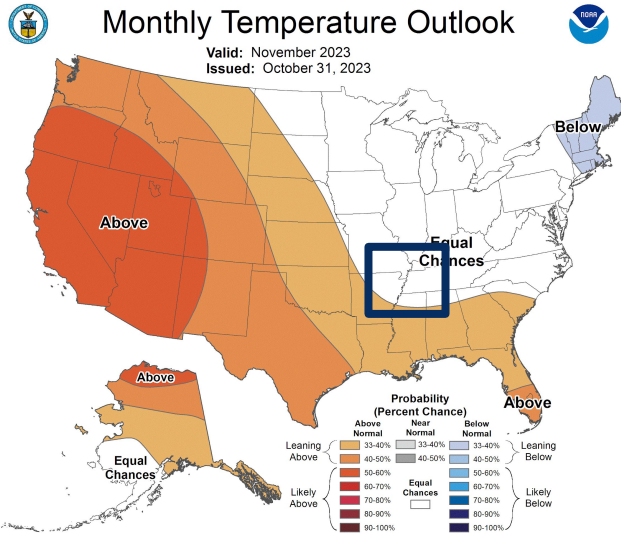 Monthly Temperature Outlook
NOAA
Valid: November 2023
Issued: October 31, 2023
Below
Above
Equal
Chances
Above
Above
Equal
Chances
Probability
(Percent Chance)
Above
Normal
Near
Normal
Below
Normal
Leaning
Above
33-40%
33-40%
33-40%
Leaning
Below
40-50%
40-50%
40-50%
Likely
Above
50-60%
50-60%
Likely
Below
60-70%
60-70%
Equal
Chances
70-80%
70-80%
80-90%
80-90%
90-100%
90-100%